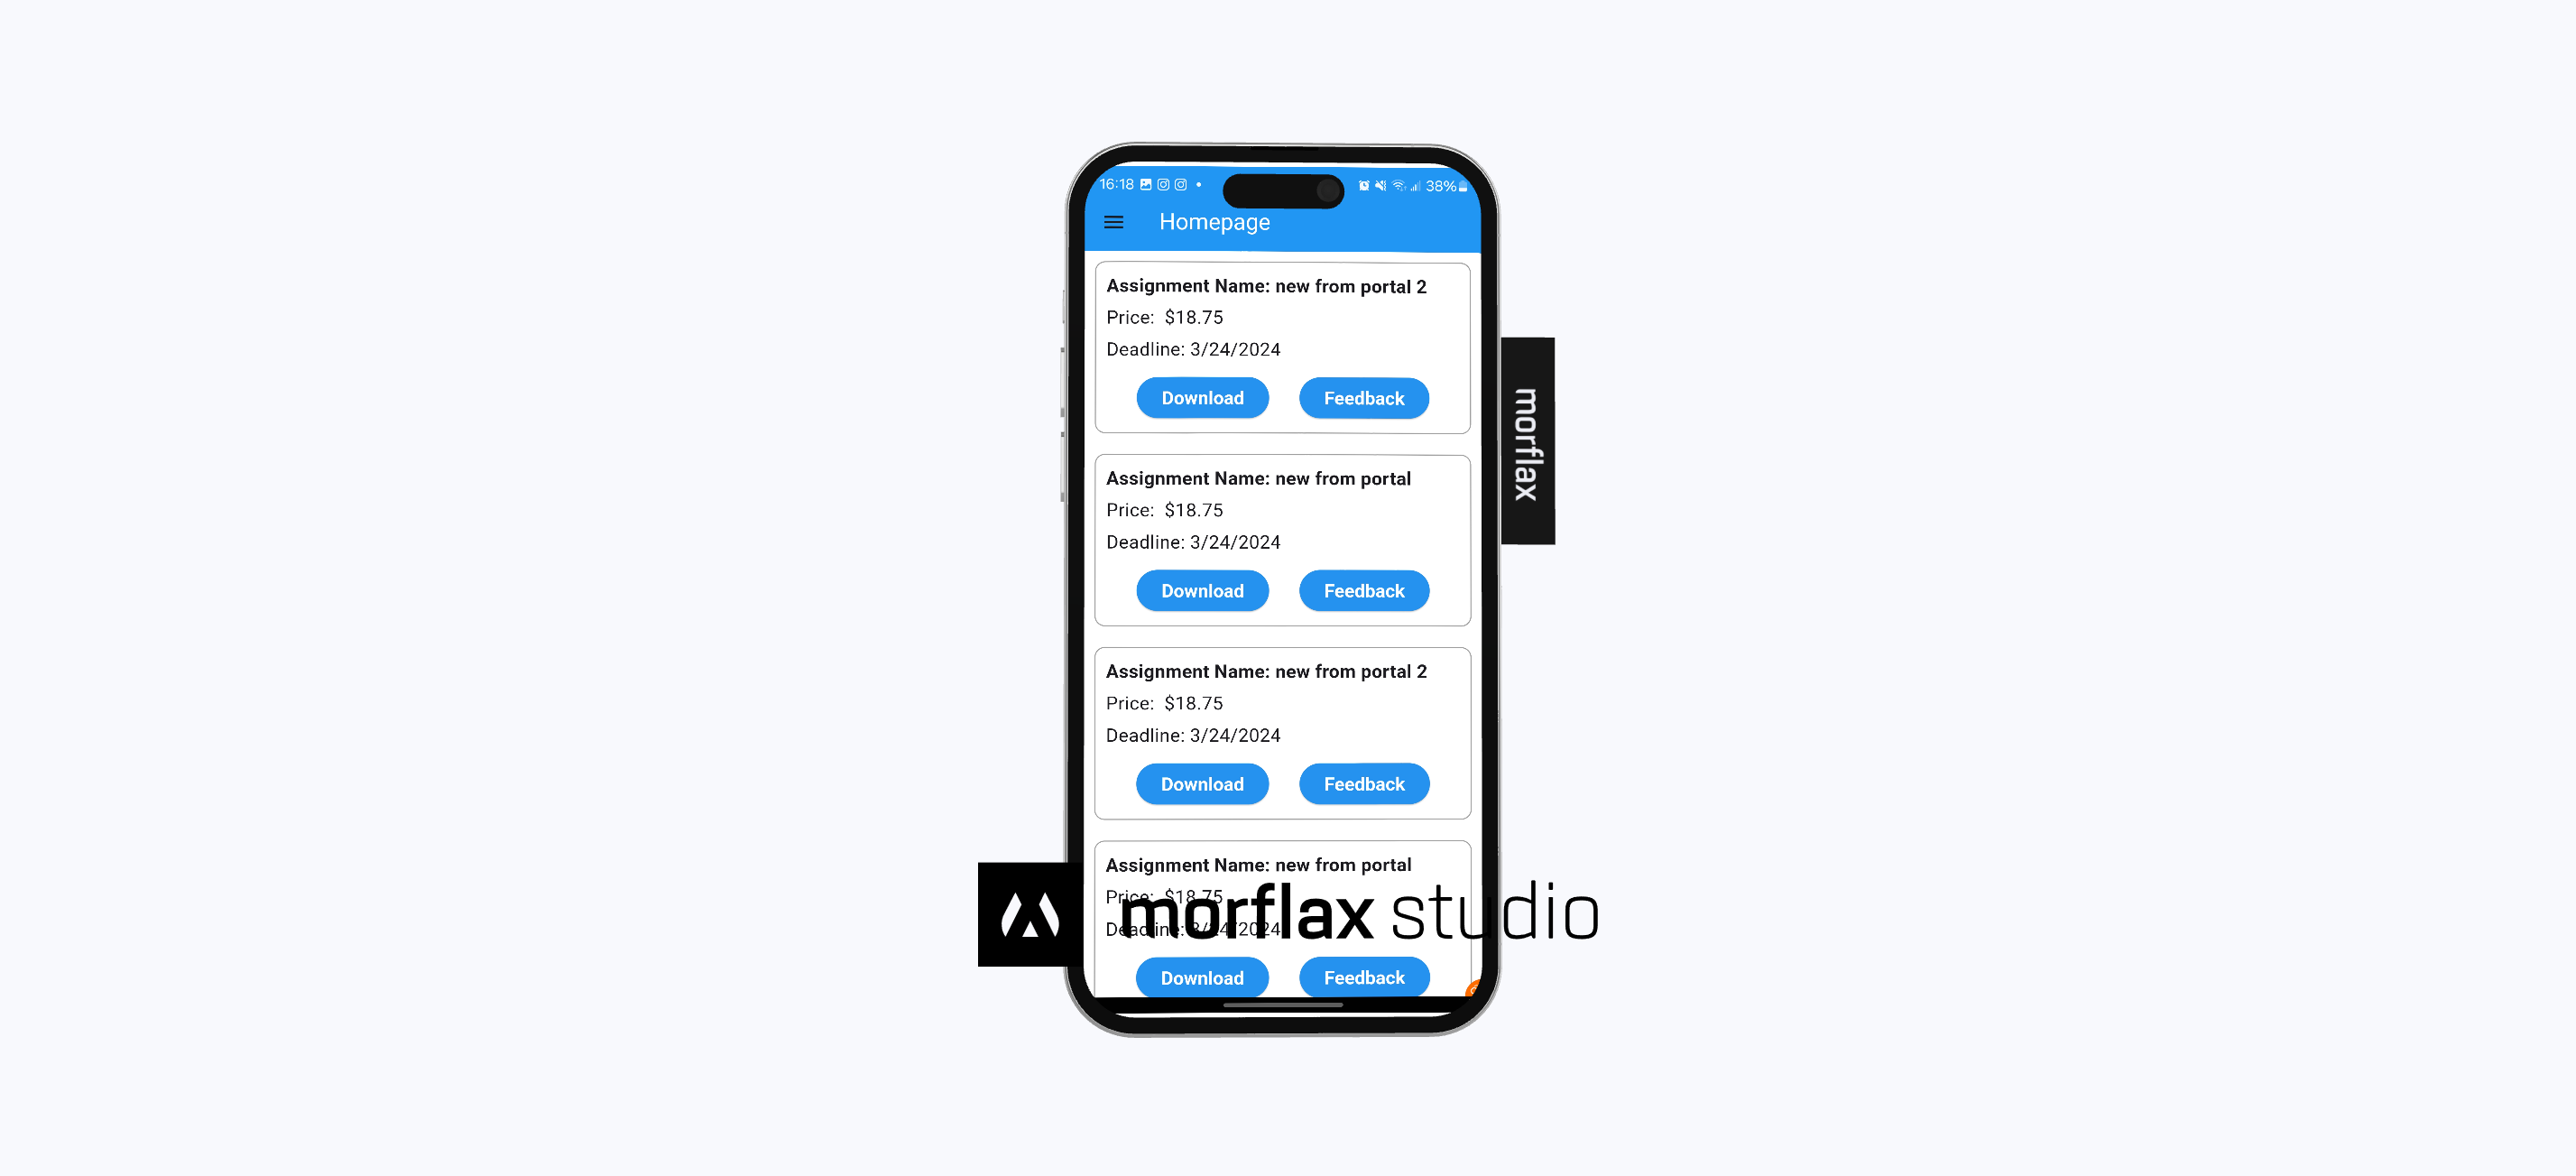 16:18 38%
Homepage
Assignment Name: new from portal 2
Price: $18.75
Deadline: 3/24/2024
Download Feedback
Assignment Name: new from portal
Price: $18.75
Deadline: 3/24/2024
Download Feedback
Assignment Name: new from portal 2
Price: $18.75
Deadline: 3/24/2024
Download Feedback
Assignment Name: new from portal
Price: $18.75
Deadline: 3/24/2024
Download Feedback
morflax
morflax studio